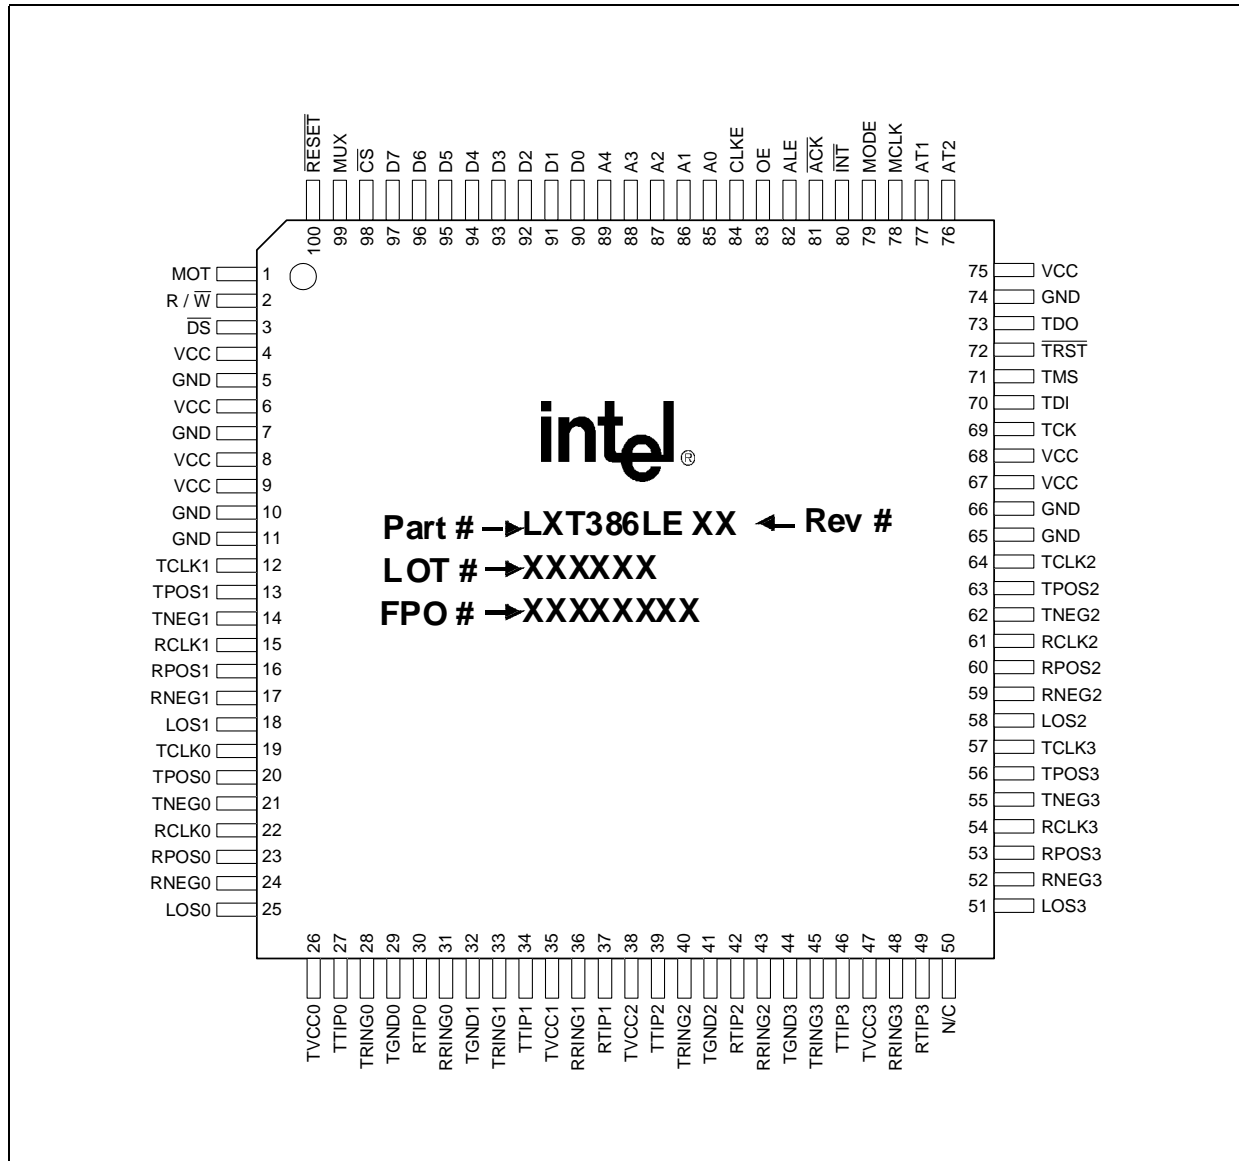 RESET
MUX
CS
D7
D6
D5
D4
D3
D2
D1
D0
A4
A3
A2
A1
A0
CLKE
OE
ALE
ACK
INT
MODE
MCLK
AT1
AT2
100
99
98
97
96
95
94
93
92
91
90
89
88
87
86
85
84
83
82
81
80
79
78
77
76
MOT 1
R / W 2
DS 3
VCC 4
GND 5
VCC 6
GND 7
VCC 8
VCC 9
GND 10
GND 11
TCLK1 12
TPOS1 13
TNEG1 14
RCLK1 15
RPOS1 16
RNEG1 17
LOS1 18
TCLK0 19
TPOS0 20
TNEG0 21
RCLK0 22
RPOS0 23
RNEG0 24
LOS0 25
intel®
Part # LXT386LE XX Rev #
LOT # XXXXXX
FPO # XXXXXXXX
75 VCC
74 GND
73 TDO
72 TRST
71 TMS
70 TDI
69 TCK
68 VCC
67 VCC
66 GND
65 GND
64 TCLK2
63 TPOS2
62 TNEG2
61 RCLK2
60 RPOS2
59 RNEG2
58 LOS2
57 TCLK3
56 TPOS3
55 TNEG3
54 RCLK3
53 RPOS3
52 RNEG3
51 LOS3
26
27
28
29
30
31
32
33
34
35
36
37
38
39
40
41
42
43
44
45
46
47
48
49
50
TVCC0
TTIP0
TRING0
TGND0
RTIP0
RRING0
TGND1
TRING1
TTIP1
TVCC1
RRING1
RTIP1
TVCC2
TTIP2
TRING2
TGND2
RTIP2
RRING2
TGND3
TRING3
TTIP3
TVCC3
RRING3
RTIP3
N/C